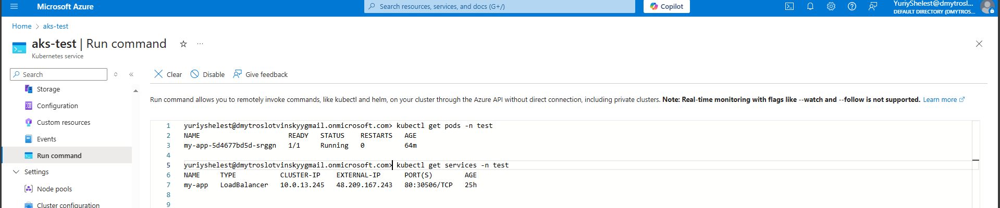 Microsoft Azure
Search resources, services, and docs (G+/)
Copilot
YuriyShelest@dmytrosl...
DEFAULT DIRECTORY (DMYTROS...
Home > aks-test
aks-test | Run command
Kubernetes service
Search
Clear
Disable
Give feedback
Storage
Configuration
Custom resources
Events
Run command
Settings
Node pools
Cluster configuration
Run command allows you to remotely invoke commands, like kubectl and helm, on your cluster through the Azure API without direct connection, including private clusters. Note: Real-time monitoring with flags like --watch and --follow is not supported. Learn more
1 yuriyshelest@dmytroslotvinskyygmail.onmicrosoft.com> kubectl get pods -n test
2 NAME READY STATUS RESTARTS AGE
3 my-app-5d4677bd5d-srggn 1/1 Running 0 64m
4
5 yuriyshelest@dmytroslotvinskyygmail.onmicrosoft.com> kubectl get services -n test
6 NAME TYPE CLUSTER-IP EXTERNAL-IP PORT(S) AGE
7 my-app LoadBalancer 10.0.13.245 48.209.167.243 80:30506/TCP 25h
8
9